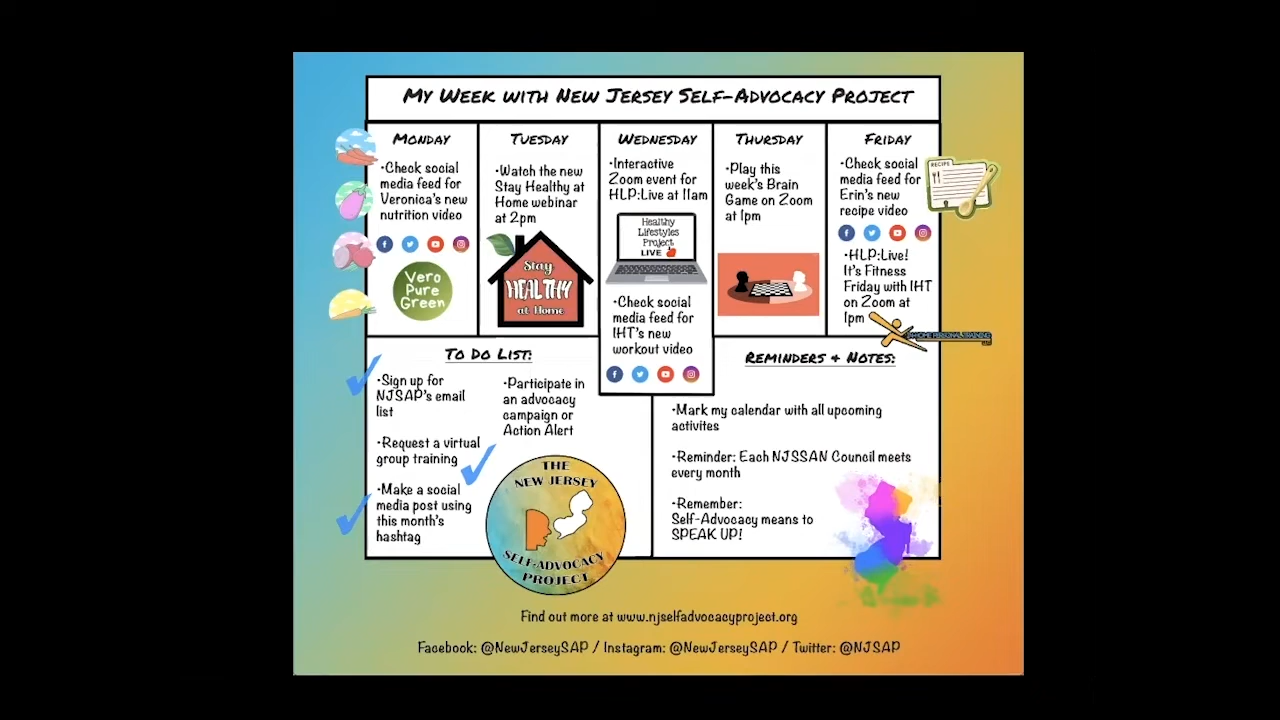 My Week with New Jersey Self-Advocacy Project
Monday
•Check social
media feed for
Veronica's new
nutrition video
Vero
Pure
Green
Tuesday
•Watch the new
Stay Healthy at
Home webinar
at 2pm
Stay
HEALTHY
at Home
Wednesday
•Interactive
Zoom event for
HLP:Live at 11am
Healthy
Lifestyles
Project
LIVE
•Check social
media feed for
IHT's new
workout video
Thursday
•Play this
week's Brain
Game on Zoom
at 1pm
Friday
•Check social
media feed for
Erin's new
recipe video
RECIPE
•HLP:Live!
It's Fitness
Friday with IHT
on Zoom at
1pm
HOME PERSONAL TRAINING
To Do List:
•Sign up for
NJSAP's email
list
•Request a virtual
group training
•Make a social
media post using
this month's
hashtag
•Participate in
an advocacy
campaign or
Action Alert
THE
NEW JERSEY
SELF-ADVOCACY
PROJECT
Reminders & Notes:
•Mark my calendar with all upcoming
activites
•Reminder: Each NJSSAN Council meets
every month
•Remember:
Self-Advocacy means to
SPEAK UP!
Find out more at www.njselfadvocacyproject.org
Facebook: @NewJerseySAP / Instagram: @NewJerseySAP / Twitter: @NJSAP